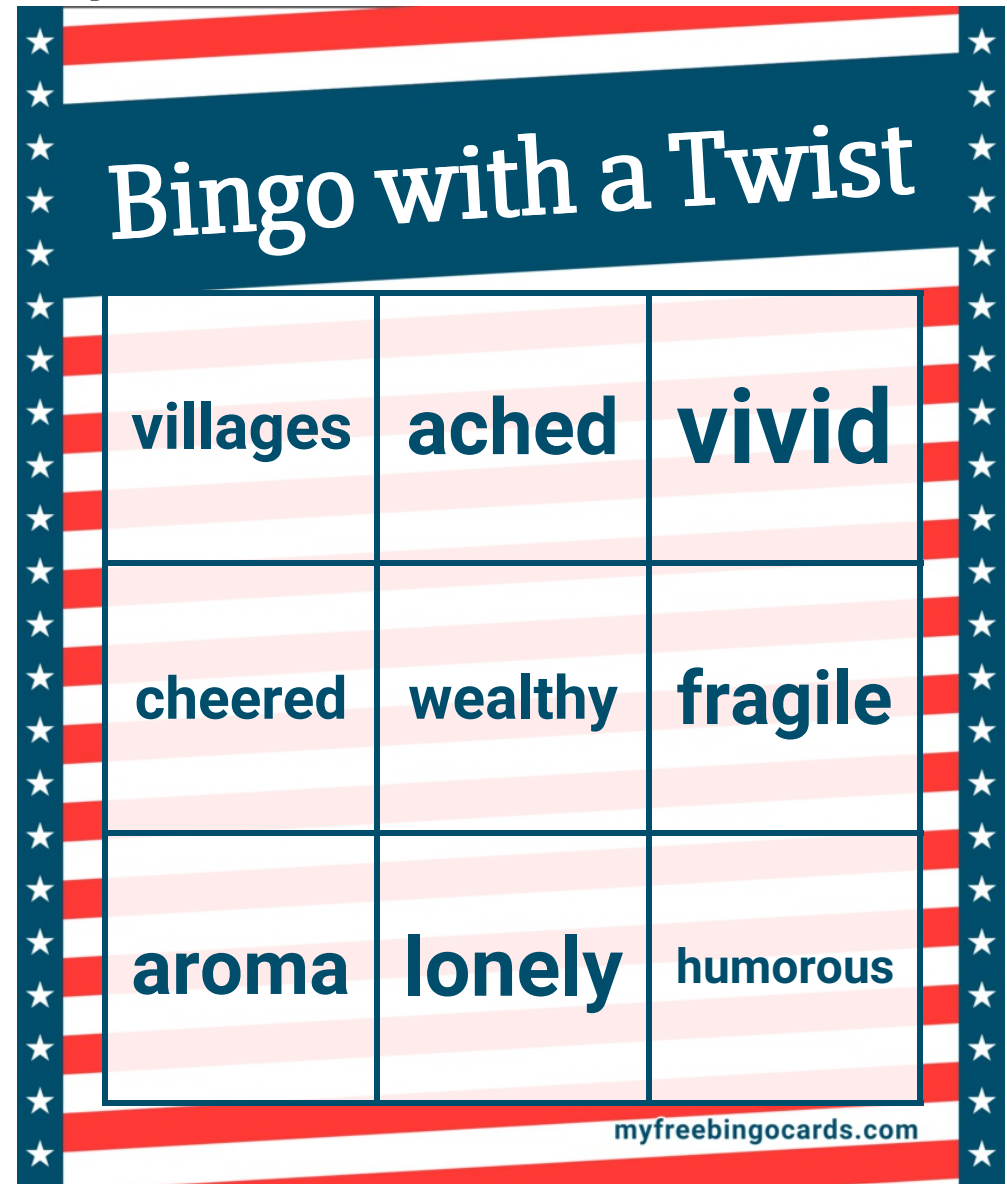 Bingo with a Twist
villages ached vivid
cheered wealthy fragile
aroma lonely humorous
myfreebingocards.com